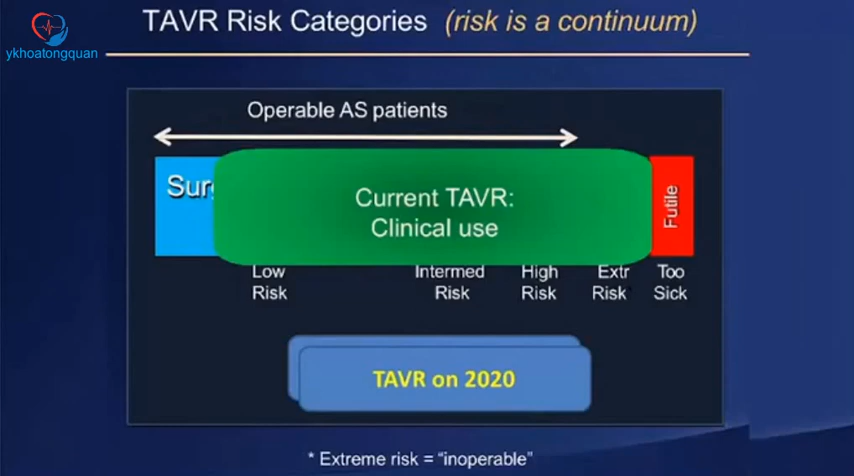 TAVR Risk Categories (risk is a continuum)
ykhoatongquan
Operable AS patients
Current TAVR:
Clinical use
Futile
Low
Risk
Intermed
Risk
High
Risk
Extr
Risk
Too
Sick
TAVR on 2020
* Extreme risk = “inoperable”